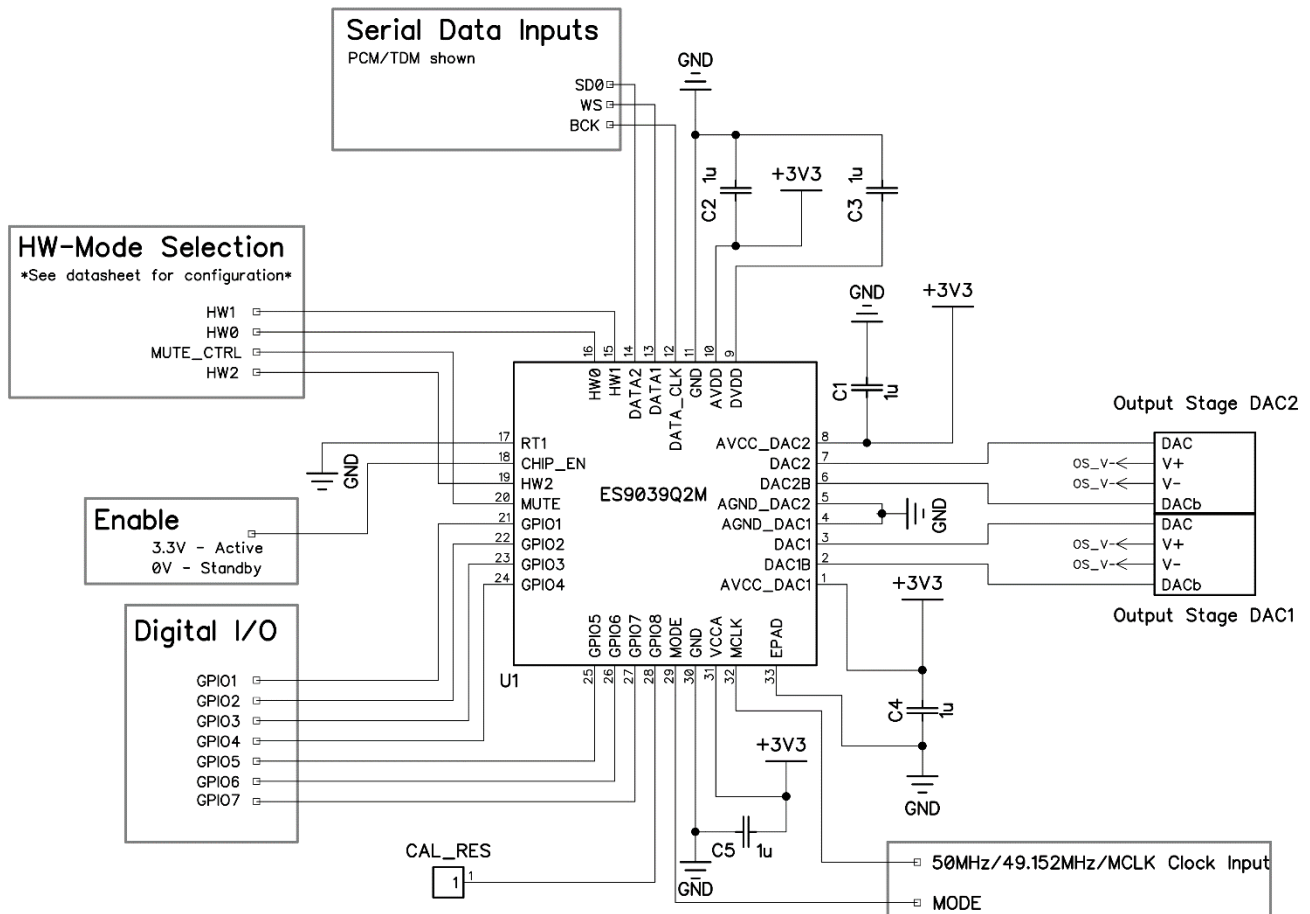 Serial Data Inputs
PCM/TDM shown
SD0
WS
BCK
GND
+3V3
C2
1u
C3
1u
HW-Mode Selection
*See datasheet for configuration*
HW1
HW0
MUTE_CTRL
HW2
GND
+3V3
C1
1u
16
15
14
13
12
11
10
9
HW0
HW1
DATA2
DATA1
DATA_CLK
GND
AVDD
DVDD
17
RT1
18
CHIP_EN
19
HW2
20
MUTE
21
GPIO1
22
GPIO2
23
GPIO3
24
GPIO4
GND
ES9039Q2M
AVCC_DAC2
8
DAC2
7
DAC2B
6
AGND_DAC2
5
AGND_DAC1
4
DAC1
3
DAC1B
2
AVCC_DAC1
1
GND
Output Stage DAC2
DAC
OS_V-
V+
OS_V-
V-
DACb
DAC
OS_V-
V+
OS_V-
V-
DACb
Output Stage DAC1
Enable
3.3V - Active
0V - Standby
GPIO5
GPIO6
GPIO7
GPIO8
MODE
GND
VCCA
MCLK
EPAD
25
26
27
28
29
30
31
32
33
U1
+3V3
C4
1u
GND
Digital I/O
GPIO1
GPIO2
GPIO3
GPIO4
GPIO5
GPIO6
GPIO7
+3V3
C5
1u
GND
CAL_RES
1
1
50MHz/49.152MHz/MCLK Clock Input
MODE